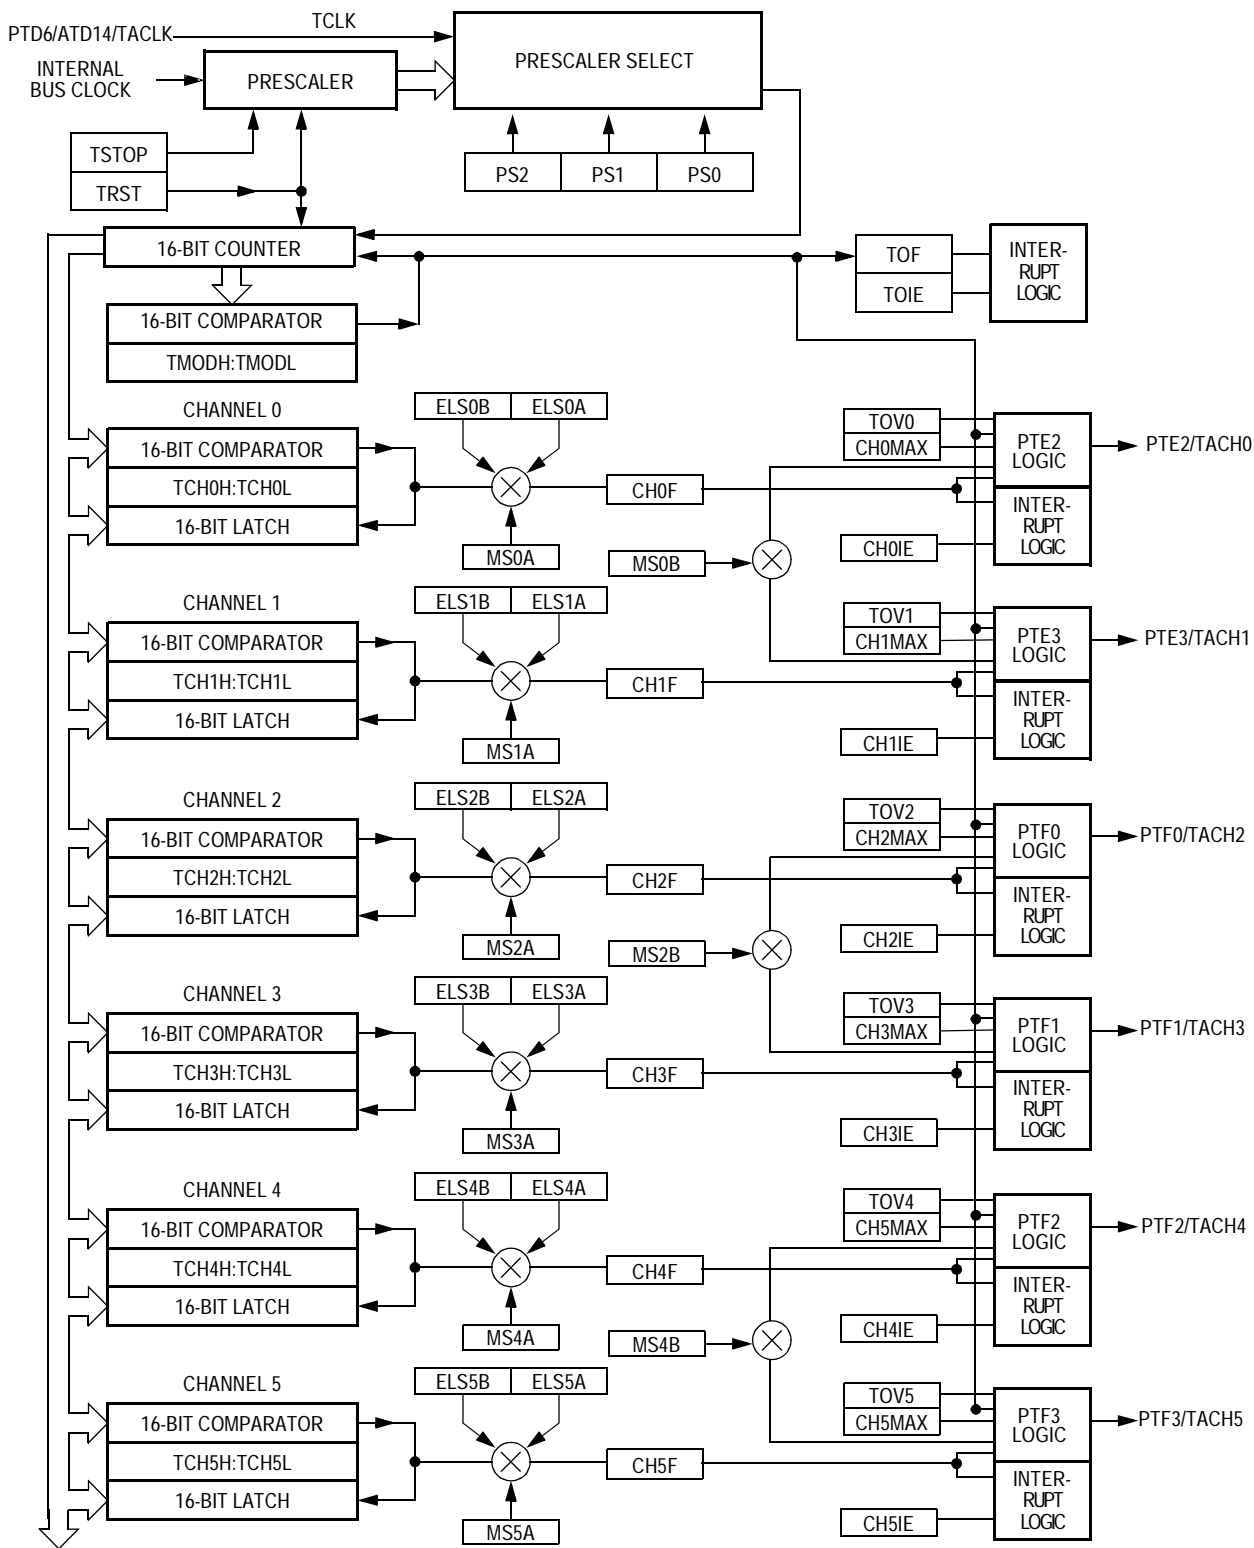 TCLK
PTD6/ATD14/TACLK
PRESCALER SELECT
INTERNAL
BUS CLOCK
PRESCALER
TSTOP
TRST
PS2
PS1
PS0
16-BIT COUNTER
TOF
TOIE
INTER-
RUPT
LOGIC
16-BIT COMPARATOR
TMODH:TMODL
CHANNEL 0
16-BIT COMPARATOR
TCH0H:TCH0L
16-BIT LATCH
ELS0B
ELS0A
MS0A
CH0F
MS0B
TOV0
CH0MAX
CH0IE
PTE2
LOGIC
INTER-
RUPT
LOGIC
PTE2/TACH0
CHANNEL 1
16-BIT COMPARATOR
TCH1H:TCH1L
16-BIT LATCH
ELS1B
ELS1A
MS1A
CH1F
TOV1
CH1MAX
CH1IE
PTE3
LOGIC
INTER-
RUPT
LOGIC
PTE3/TACH1
CHANNEL 2
16-BIT COMPARATOR
TCH2H:TCH2L
16-BIT LATCH
ELS2B
ELS2A
MS2A
CH2F
MS2B
TOV2
CH2MAX
CH2IE
PTF0
LOGIC
INTER-
RUPT
LOGIC
PTF0/TACH2
CHANNEL 3
16-BIT COMPARATOR
TCH3H:TCH3L
16-BIT LATCH
ELS3B
ELS3A
MS3A
CH3F
TOV3
CH3MAX
CH3IE
PTF1
LOGIC
INTER-
RUPT
LOGIC
PTF1/TACH3
CHANNEL 4
16-BIT COMPARATOR
TCH4H:TCH4L
16-BIT LATCH
ELS4B
ELS4A
MS4A
CH4F
MS4B
TOV4
CH5MAX
CH4IE
PTF2
LOGIC
INTER-
RUPT
LOGIC
PTF2/TACH4
CHANNEL 5
16-BIT COMPARATOR
TCH5H:TCH5L
16-BIT LATCH
ELS5B
ELS5A
MS5A
CH5F
TOV5
CH5MAX
CH5IE
PTF3
LOGIC
INTER-
RUPT
LOGIC
PTF3/TACH5